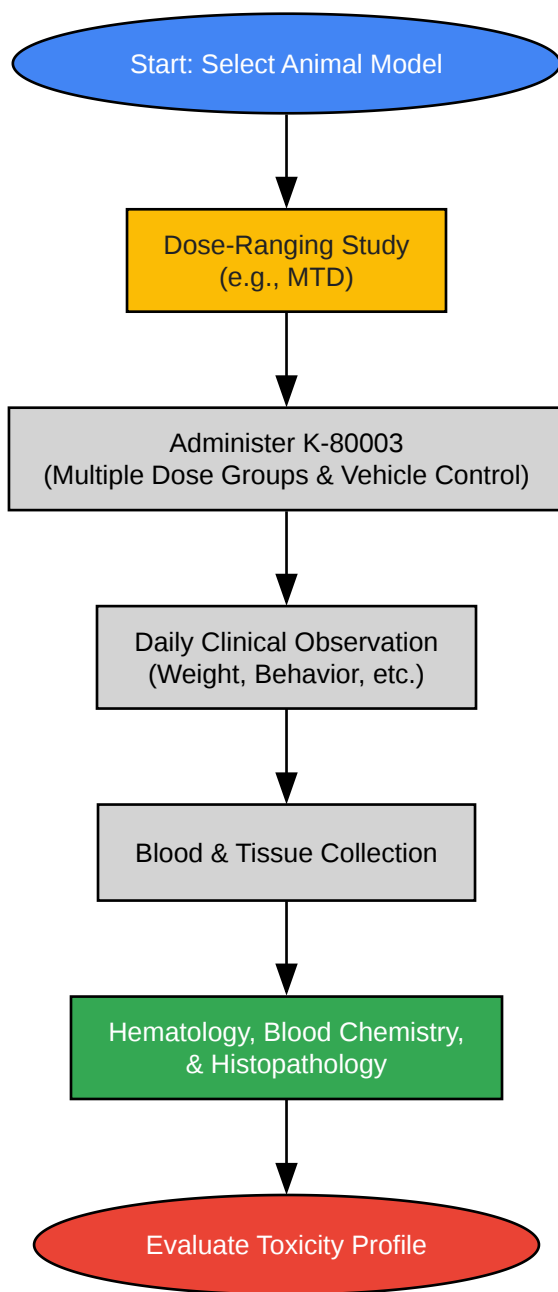 Start: Select Animal Model
Dose-Ranging Study
(e.g., MTD)
Administer K-80003
(Multiple Dose Groups & Vehicle Control)
Daily Clinical Observation
(Weight, Behavior, etc.)
Blood & Tissue Collection
Hematology, Blood Chemistry,
& Histopathology
Evaluate Toxicity Profile